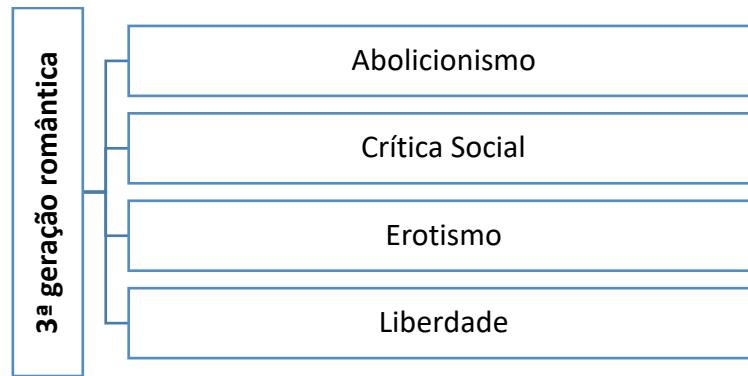 3ª geração romântica
Abolicionismo
Crítica Social
Erotismo
Liberdade